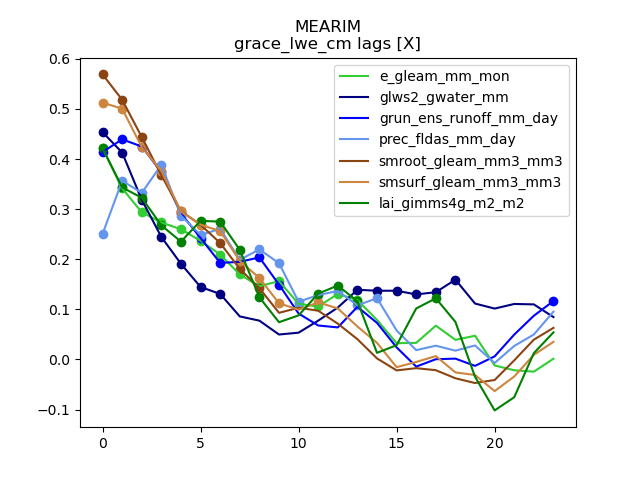 MEARIM
grace_lwe_cm lags [X]
e_gleam_mm_mon
glws2_gwater_mm
grun_ens_runoff_mm_day
prec_fldas_mm_day
smroot_gleam_mm3_mm3
smsurf_gleam_mm3_mm3
lai_gimms4g_m2_m2
0.6
0.5
0.4
0.3
0.2
0.1
0.0
−0.1
0 5 10 15 20